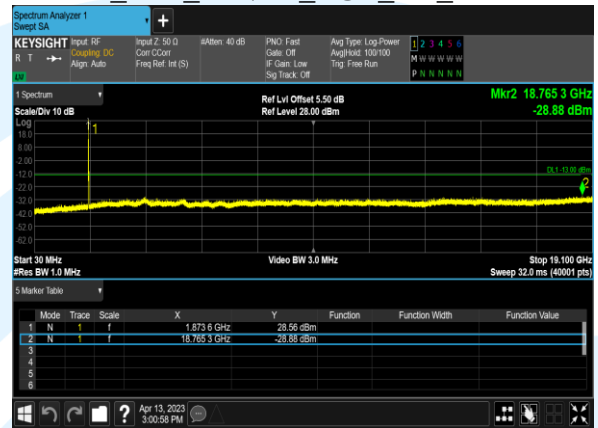 Spectrum Analyzer 1
Swept SA
+
KEYSIGHT Input: RF Input Z: 50 Ω #Atten: 40 dB PNO: Fast Avg Type: Log-Power 1 2 3 4 5 6
R T Coupling: DC Corr CCorr Gate: Off Avg|Hold: 100/100 M W W W W W
Align: Auto Freq Ref: Int (S) IF Gain: Low Trig: Free Run
LV Sig Track: Off P N N N N N
1 Spectrum Mkr2 18.765 3 GHz
Ref Lvl Offset 5.50 dB
Scale/Div 10 dB Ref Level 28.00 dBm -28.88 dBm
Log
1
18.0
8.00
-2.00
DL1 -13.00 dBm
-12.0
2
-22.0
-32.0
-42.0
-52.0
-62.0
Start 30 MHz Video BW 3.0 MHz Stop 19.100 GHz
#Res BW 1.0 MHz Sweep 32.0 ms (40001 pts)
5 Marker Table
Mode Trace Scale X Y Function Function Width Function Value
1 N 1 f 1.873 6 GHz 28.56 dBm
2 N 1 f 18.765 3 GHz -28.88 dBm
3
4
5
6
? Apr 13, 2023
3:00:58 PM